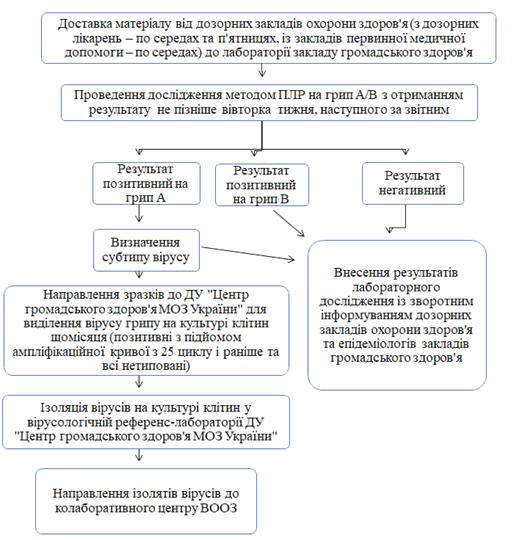 Доставка матеріалу від дозорних закладів охорони здоров'я (з дозорних
лікарень – по середах та п'ятницях, із закладів первинної медичної
допомоги – по середах) до лабораторії закладу громадського здоров'я
Проведення дослідження методом ПЛР на грип А/В з отриманням
результату не пізніше вівторка тижня, наступного за звітним
Результат
позитивний на
грип А
Результат
позитивний
на грип В
Результат
негативний
Визначення
субтипу вірусу
Внесення результатів
лабораторного
дослідження із зворотним
інформуванням дозорних
закладів охорони здоров'я
та епідеміологів закладів
громадського здоров'я
Направлення зразків до ДУ "Центр
громадського здоров'я МОЗ України" для
виділення вірусу грипу на культурі клітин
щомісяця (позитивні з підйомом
ампліфікаційної кривої з 25 циклу і раніше та
всі нетиповані)
Ізоляція вірусів на культурі клітин у
вірусологічній референс-лабораторії ДУ
"Центр громадського здоров'я МОЗ України"
Направлення ізолятів вірусів до
колаборативного центру ВООЗ